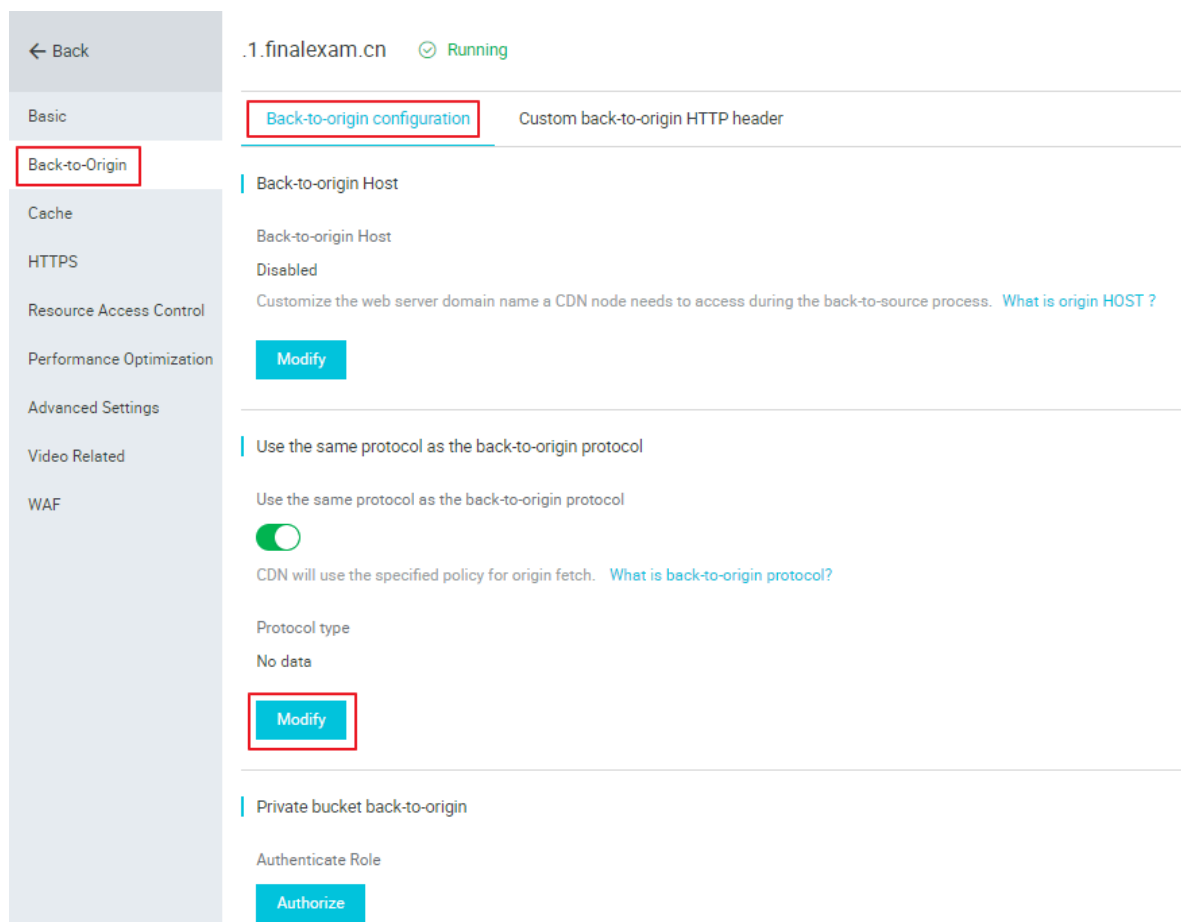 ← Back
.1.finalexam.cn Running
Basic
Back-to-Origin
Cache
HTTPS
Resource Access Control
Performance Optimization
Advanced Settings
Video Related
WAF
Back-to-origin configuration Custom back-to-origin HTTP header
Back-to-origin Host
Back-to-origin Host
Disabled
Customize the web server domain name a CDN node needs to access during the back-to-source process. What is origin HOST ?
Modify
Use the same protocol as the back-to-origin protocol
Use the same protocol as the back-to-origin protocol
CDN will use the specified policy for origin fetch. What is back-to-origin protocol?
Protocol type
No data
Modify
Private bucket back-to-origin
Authenticate Role
Authorize